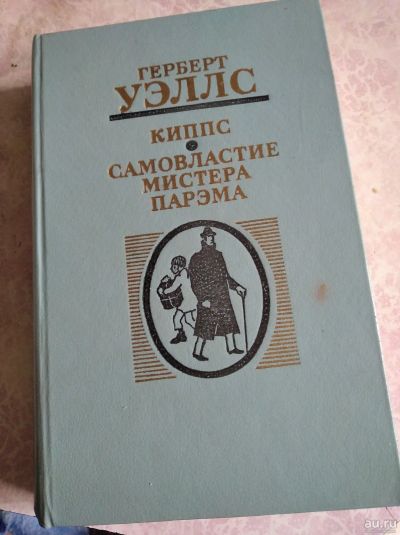 ГЕРБЕРТ
УЭЛЛС
КИППС
САМОВЛАСТИЕ
МИСТЕРА
ПАРЭМА
au.ru